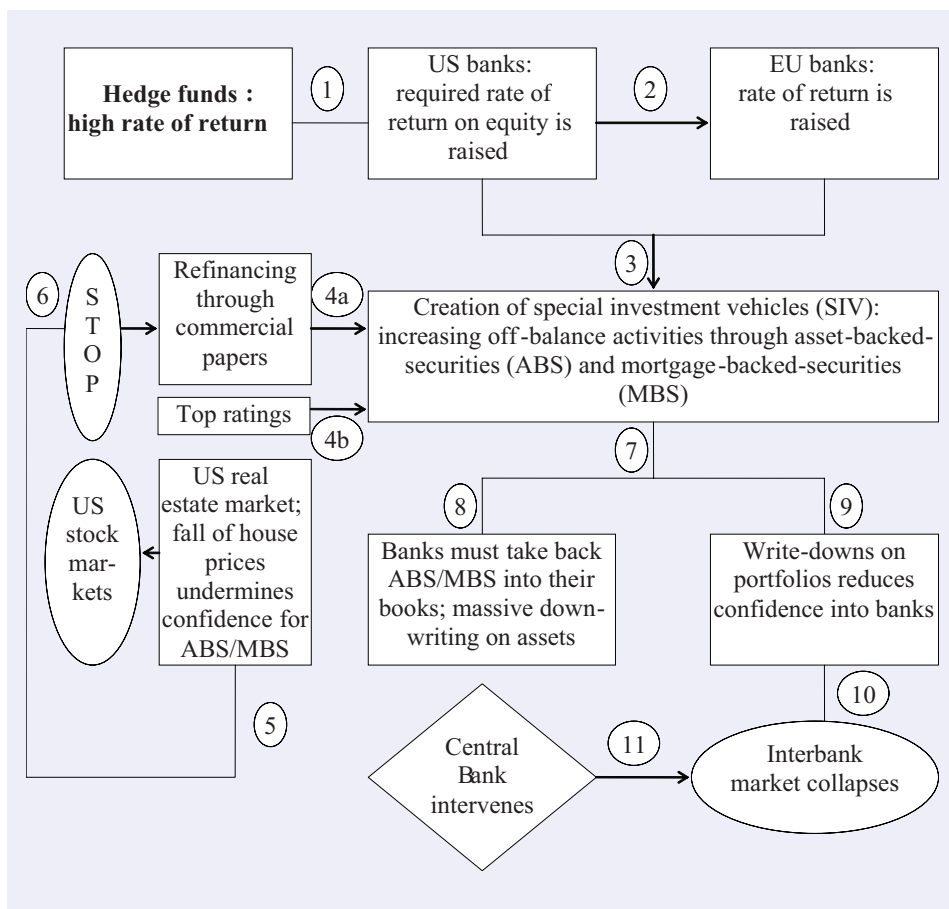 Hedge funds :
high rate of return
1
US banks:
required rate of
return on equity is
raised
2
EU banks:
rate of return is
raised
3
6
S
T
O
P
Refinancing
through
commercial
papers
4a
Creation of special investment vehicles (SIV):
increasing off-balance activities through asset-backed-
securities (ABS) and mortgage-backed-securities
(MBS)
Top ratings
4b
7
US
stock
mar-
kets
US real
estate market;
fall of house
prices
undermines
confidence for
ABS/MBS
8
Banks must take back
ABS/MBS into their
books; massive down-
writing on assets
9
Write-downs on
portfolios reduces
confidence into banks
5
10
Central
Bank
intervenes
11
Interbank
market collapses